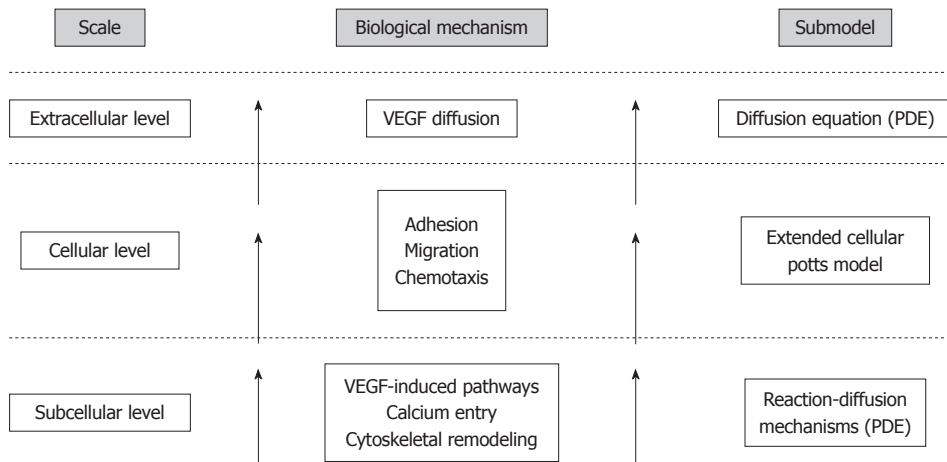 Scale
Biological mechanism
Submodel
Extracellular level
VEGF diffusion
Diffusion equation (PDE)
Cellular level
Adhesion
Migration
Chemotaxis
Extended cellular
potts model
Subcellular level
VEGF-induced pathways
Calcium entry
Cytoskeletal remodeling
Reaction-diffusion
mechanisms (PDE)